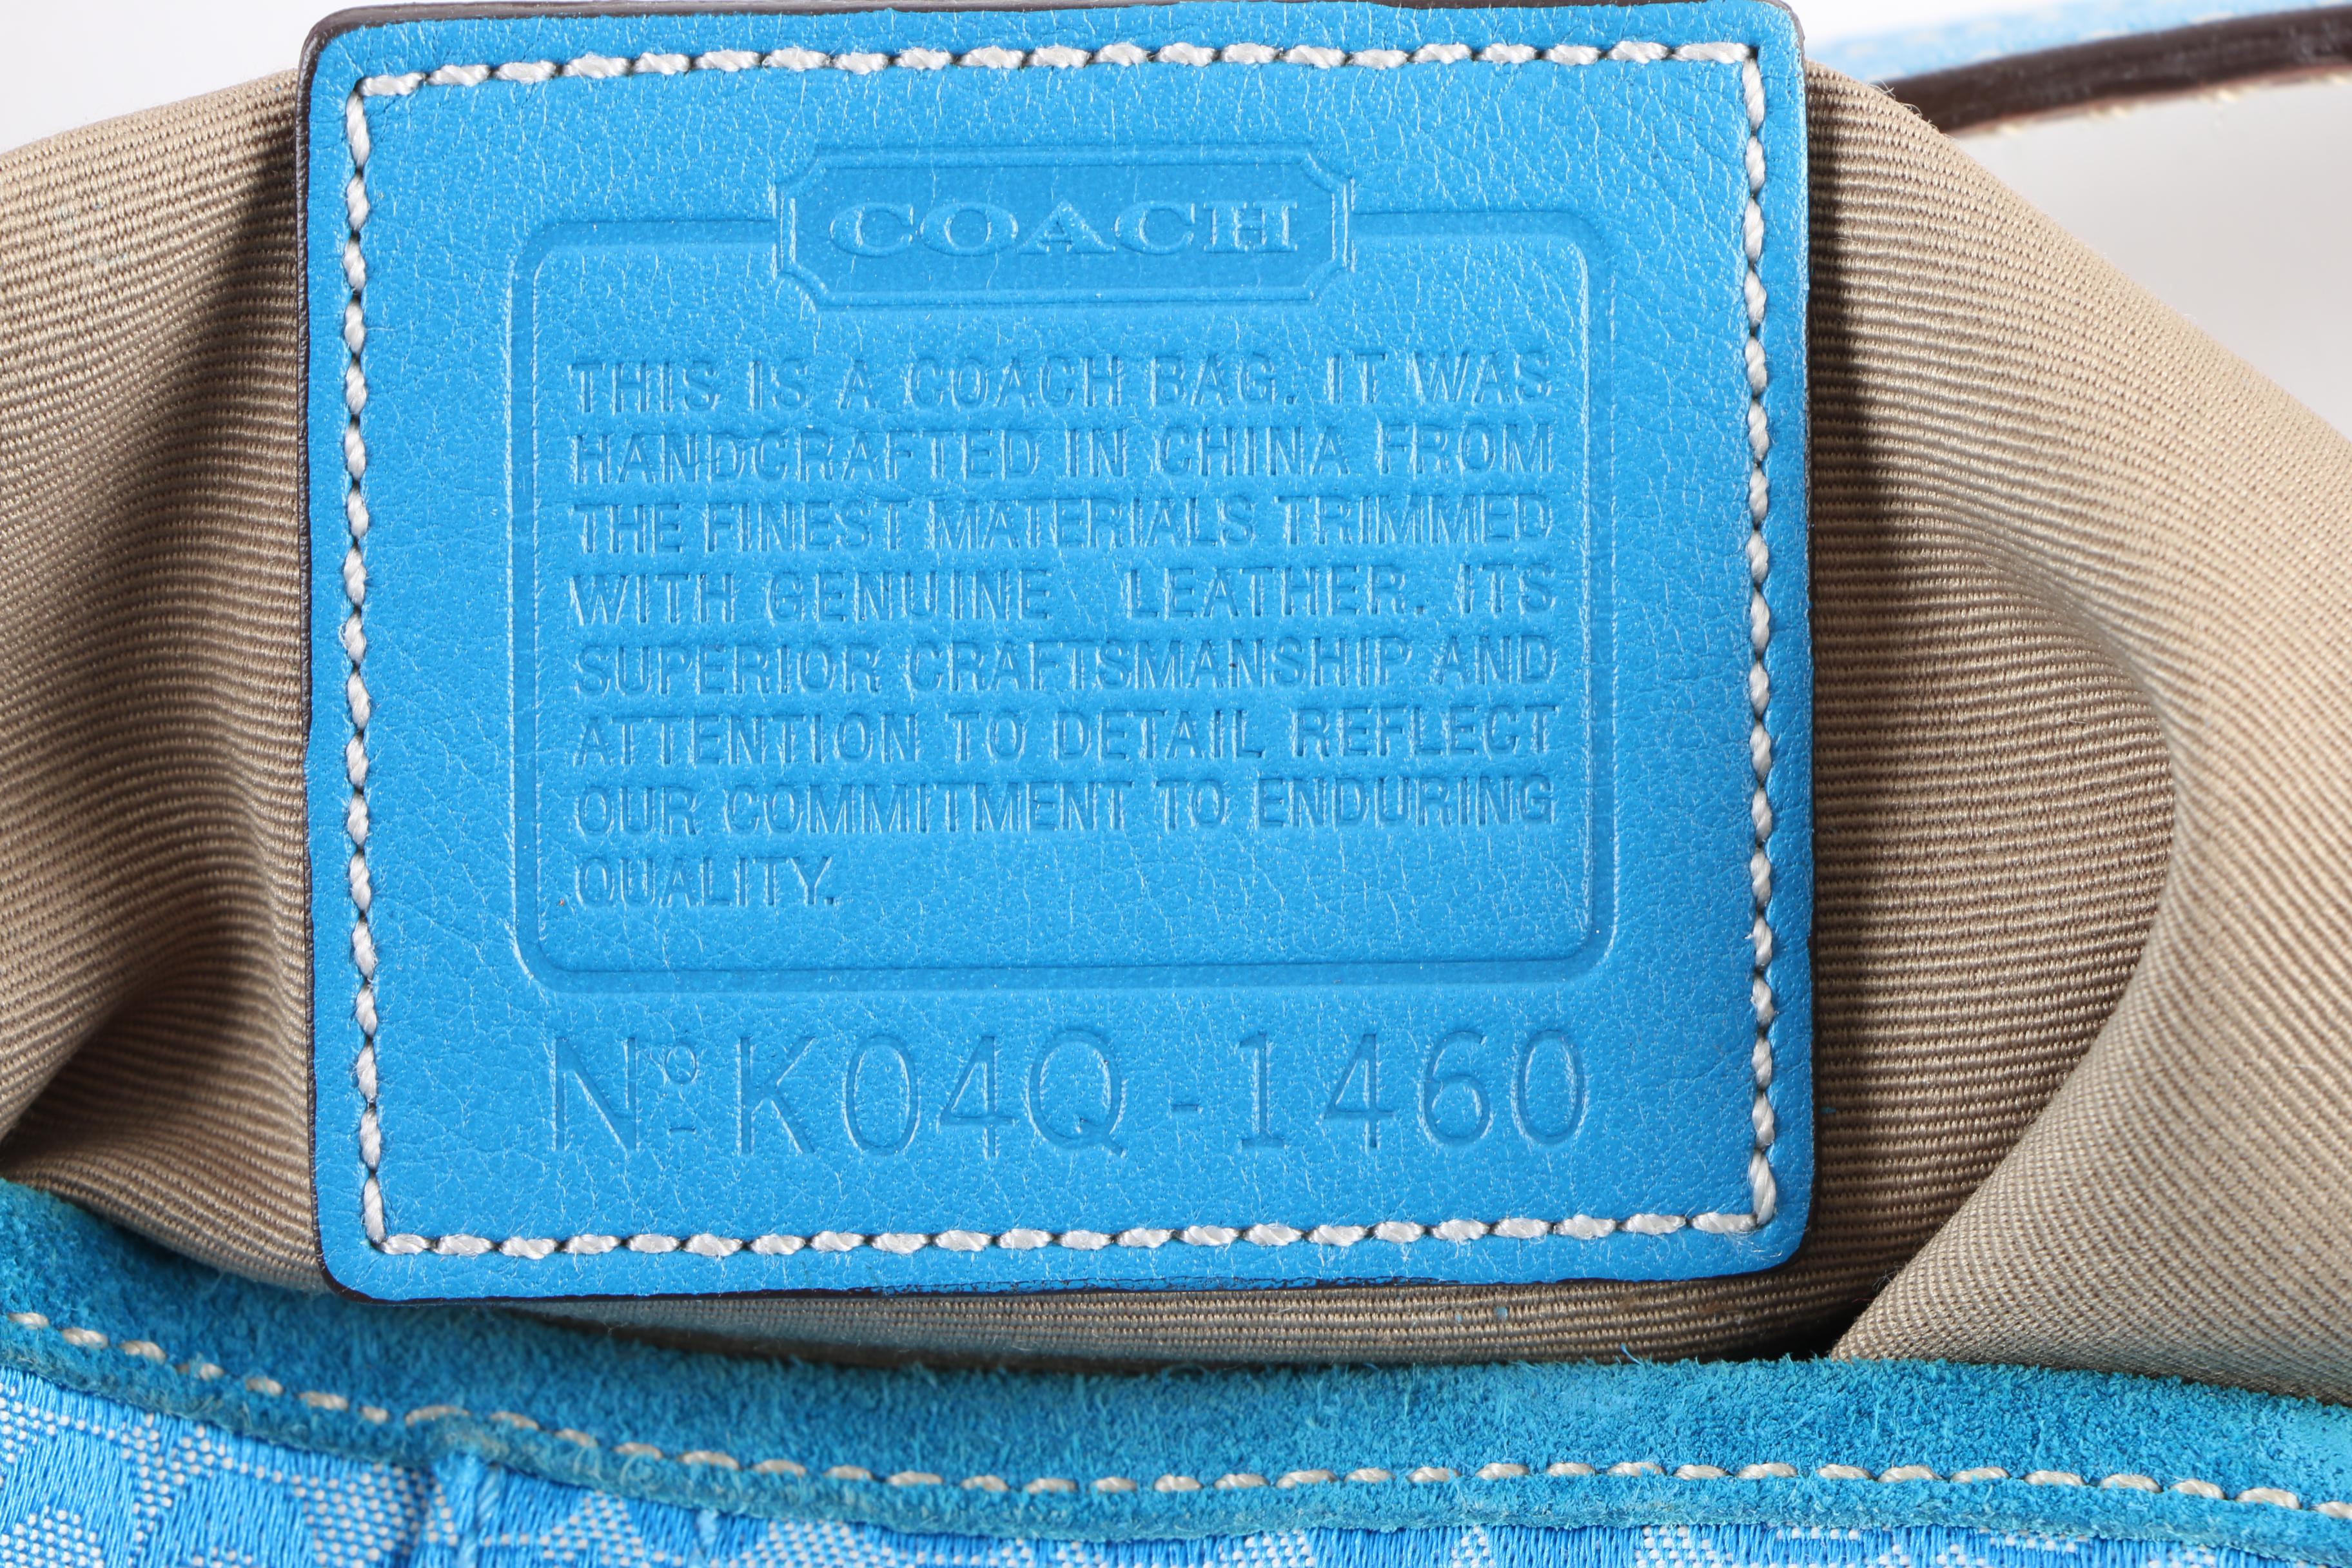 COACH
THIS IS A COACH BAG. IT WAS
HANDCRAFTED IN CHINA FROM
THE FINEST MATERIALS TRIMMED
WITH GENUINE LEATHER. ITS
SUPERIOR CRAFTSMANSHIP AND
ATTENTION TO DETAIL REFLECT
OUR COMMITMENT TO ENDURING
QUALITY.
Nº K04Q-1460